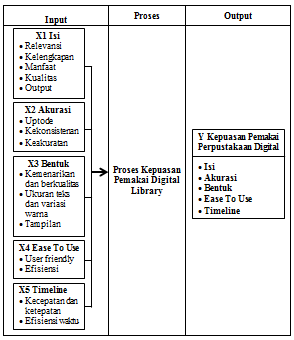 Input
Proses
Output
X1 Isi
• Relevansi
• Kelengkapan
• Manfaat
• Kualitas
• Output
X2 Akurasi
• Uptode
• Kekonsistenan
• Keakuratan
X3 Bentuk
• Kemenarikan
dan berkualitas
• Ukuran teks
dan variasi
warna
• Tampilan
X4 Ease To Use
• User friendly
• Efisiensi
X5 Timeline
• Kecepatan dan
ketepatan
• Efisiensi waktu
Proses Kepuasan
Pemakai Digital
Library
Y Kepuasan Pemakai
Perpustakaan Digital
• Isi
• Akurasi
• Bentuk
• Ease To Use
• Timeline